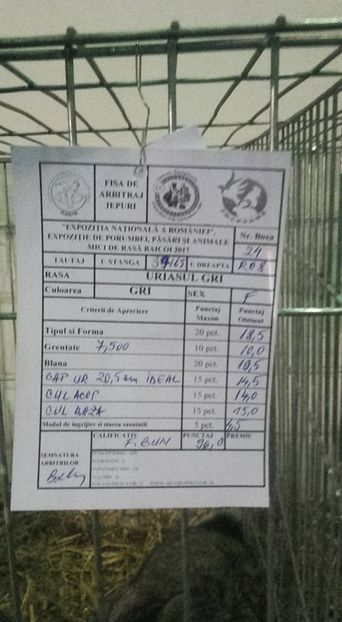 FISA DE
ARBITRAJ
IEPURI
"EXPOZIȚIA NAȚIONALĂ A ROMÂNIEI",
EXPOZIȚIE DE PORUMBEI, PĂSĂRI ȘI ANIMALE
MICI DE RASĂ BAICOI 2017
Nr. Boxa
24
TATUAJ U STANGA U DREAPTA R08
RASA URIASUL GRI
Culoarea GRI SEX F
Criterii de Apreciere Punctaj Maxim Punctaj Obtinut
Tipul si Forma 20 pct. 18,5
Greutate 7,500 10 pct. 10,0
Blana 20 pct. 19,5
CAP UR 20,5 cm IDEAL 15 pct. 14,5
CUL ACOP 15 pct. 14,0
CUL BAZA 15 pct. 15,0
Modul de ingrijire si starea sanatatii 5 pct. 4,5
CALIFICATIV F. BUN PUNCTAJ 96,0 PREMIU
SEMNATURA
ARBITRILOR